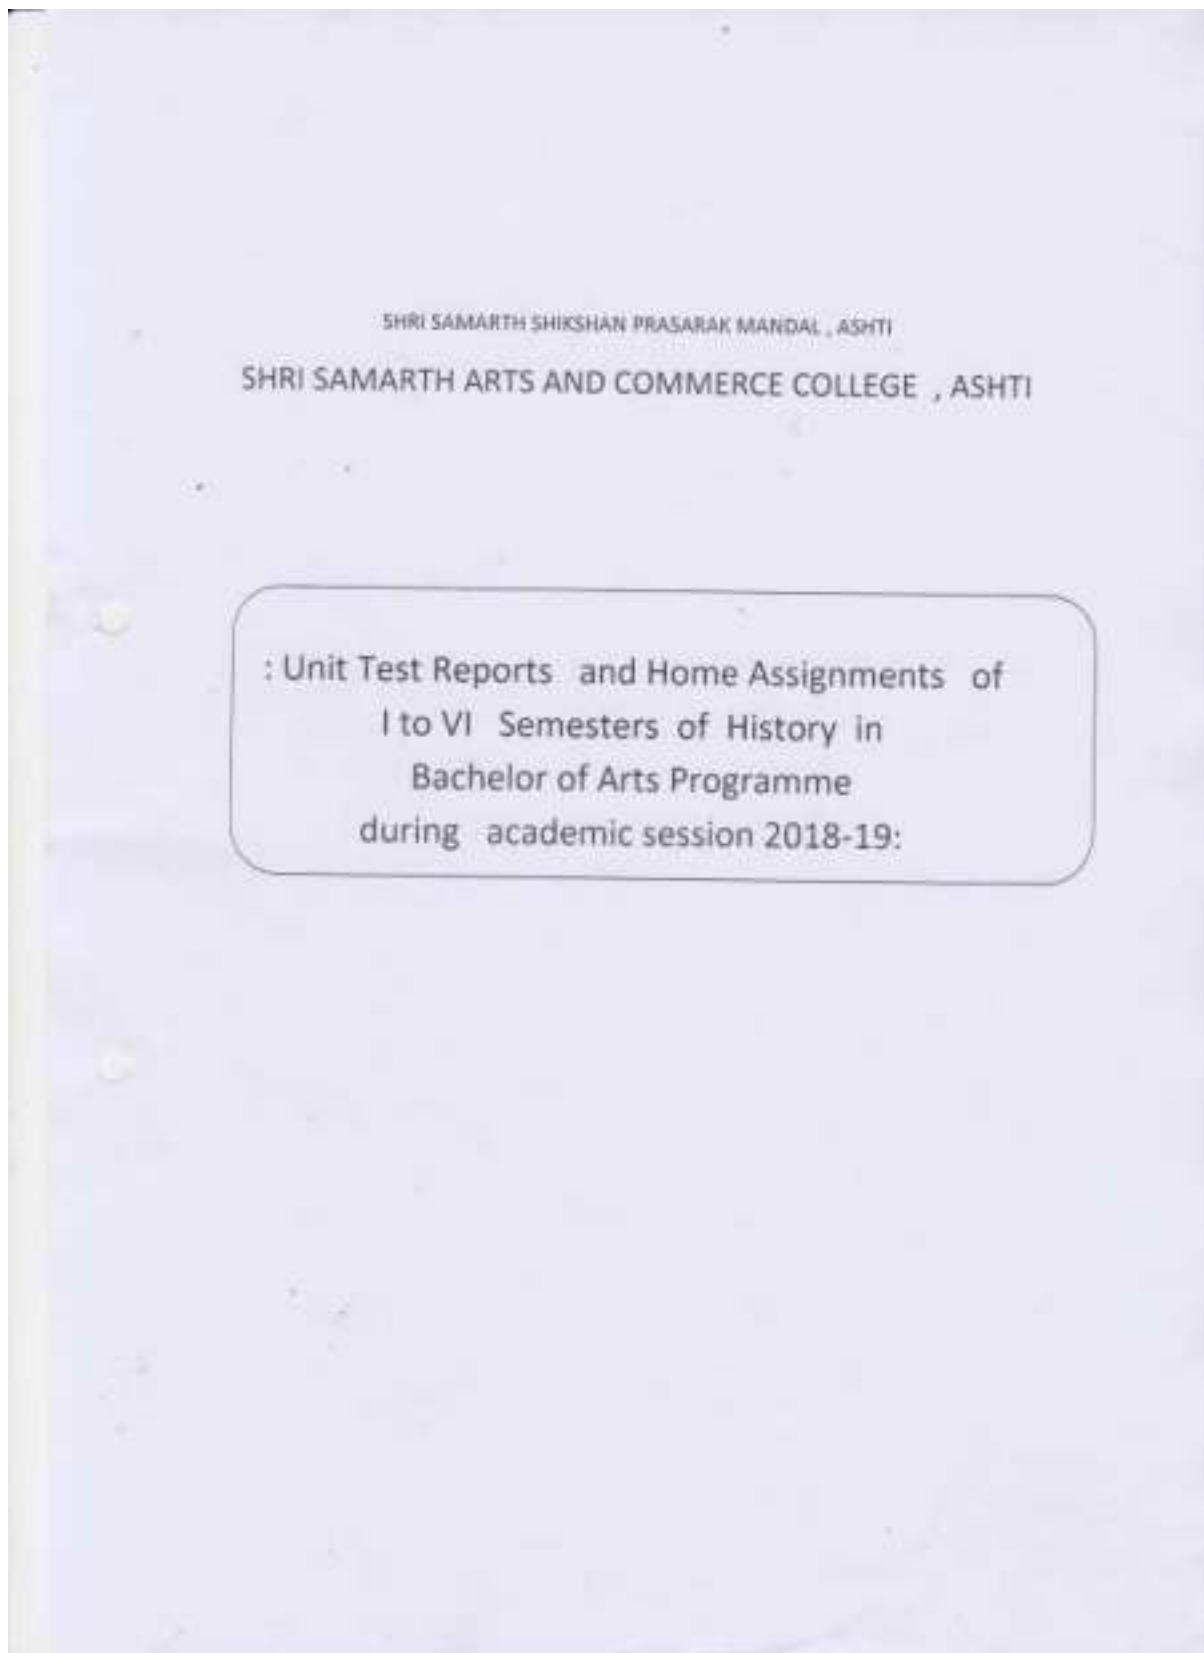 SHRI SAMARTH SHIKSHAN PRASARAK MANDAL , ASHTI
SHRI SAMARTH ARTS AND COMMERCE COLLEGE , ASHTI
: Unit Test Reports and Home Assignments of
I to VI Semesters of History in
Bachelor of Arts Programme
during academic session 2018-19: